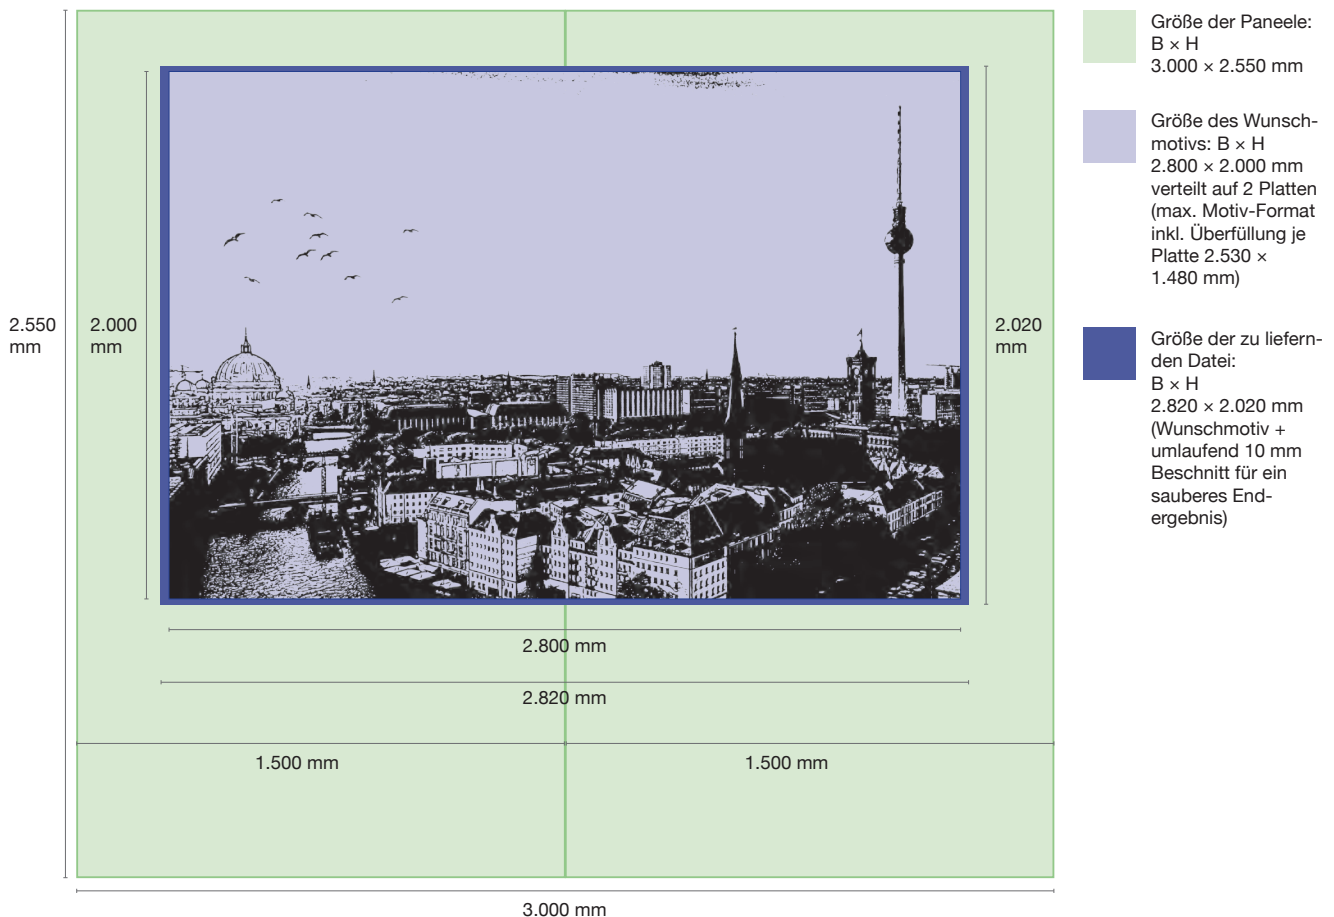 Größe der Paneele:
B × H
3.000 × 2.550 mm
Größe des Wunsch-
motivs: B × H
2.800 × 2.000 mm
verteilt auf 2 Platten
(max. Motiv-Format
inkl. Überfüllung je
Platte 2.530 ×
1.480 mm)
Größe der zu liefern-
den Datei:
B × H
2.820 × 2.020 mm
(Wunschmotiv +
umlaufend 10 mm
Beschnitt für ein
sauberes End-
ergebnis)
2.550
mm
2.000
mm
2.020
mm
2.800 mm
2.820 mm
1.500 mm
1.500 mm
3.000 mm